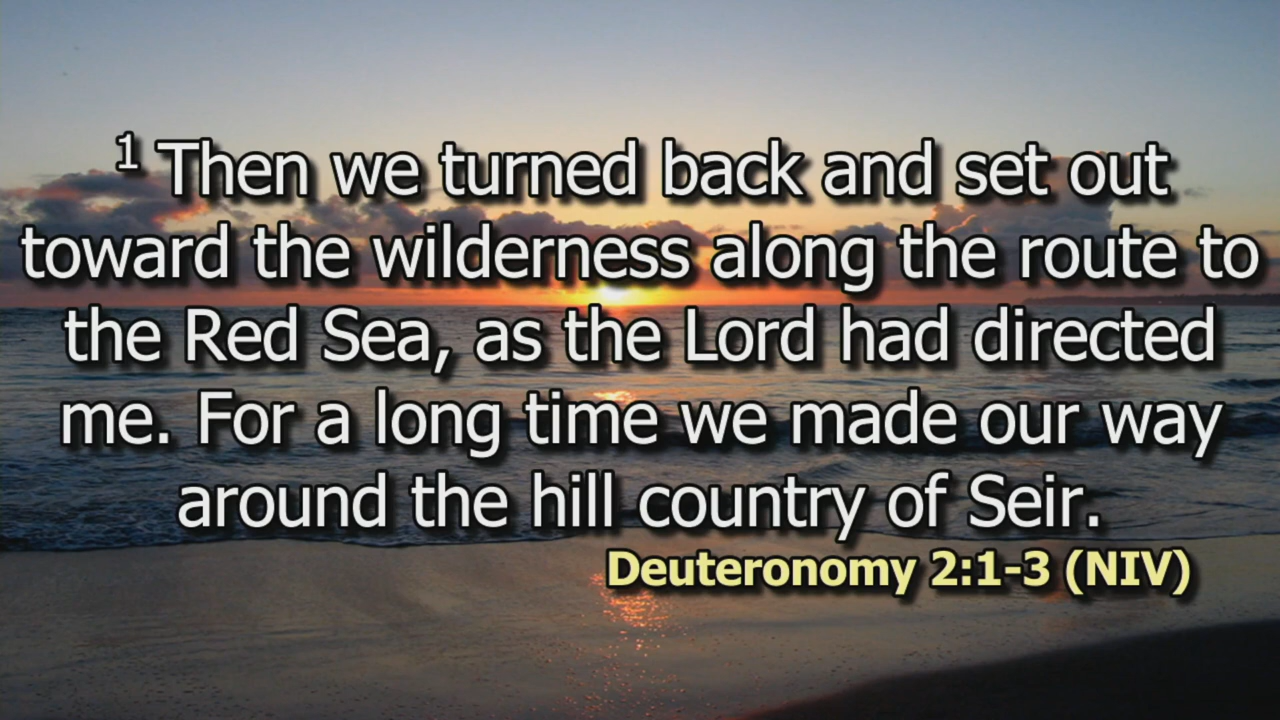 1 Then we turned back and set out
toward the wilderness along the route to
the Red Sea, as the Lord had directed
me. For a long time we made our way
around the hill country of Seir.
Deuteronomy 2:1-3 (NIV)